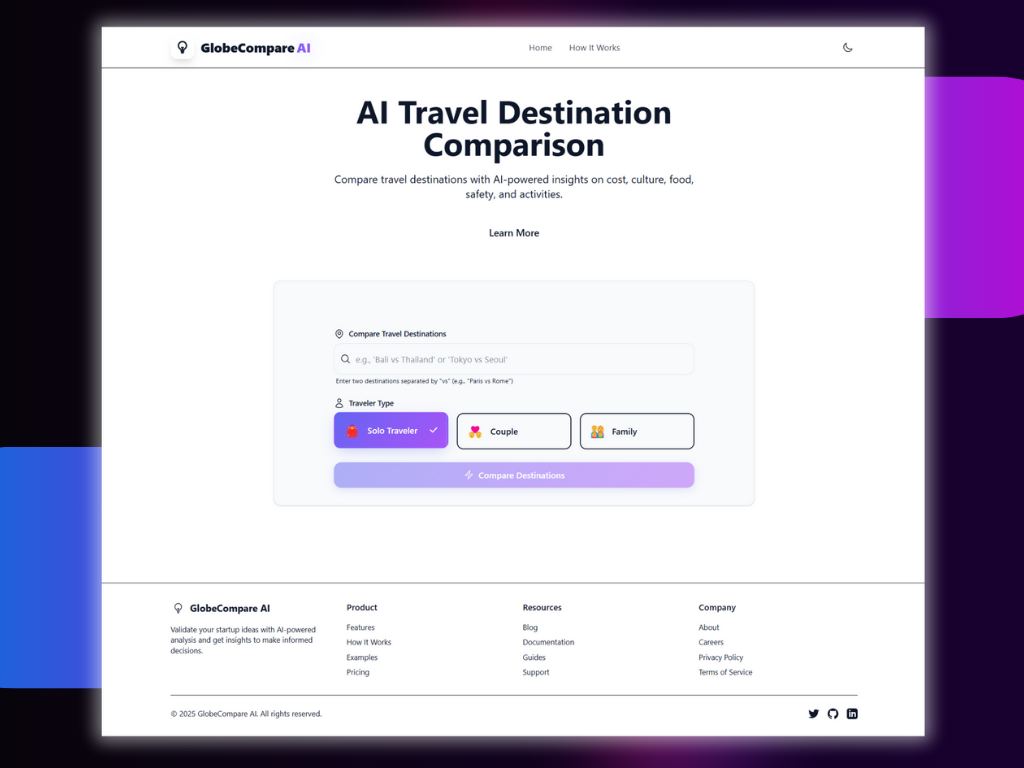 GlobeCompare AI
Home
How It Works
AI Travel Destination
Comparison
Compare travel destinations with AI-powered insights on cost, culture, food,
safety, and activities.
Learn More
Compare Travel Destinations
e.g., 'Bali vs Thailand' or 'Tokyo vs Seoul'
Enter two destinations separated by "vs" (e.g., "Paris vs Rome")
Traveler Type
Solo Traveler
Couple
Family
Compare Destinations
GlobeCompare AI
Validate your startup ideas with AI-powered
analysis and get insights to make informed
decisions.
Product
Features
How It Works
Examples
Pricing
Resources
Blog
Documentation
Guides
Support
Company
About
Careers
Privacy Policy
Terms of Service
© 2025 GlobeCompare AI. All rights reserved.